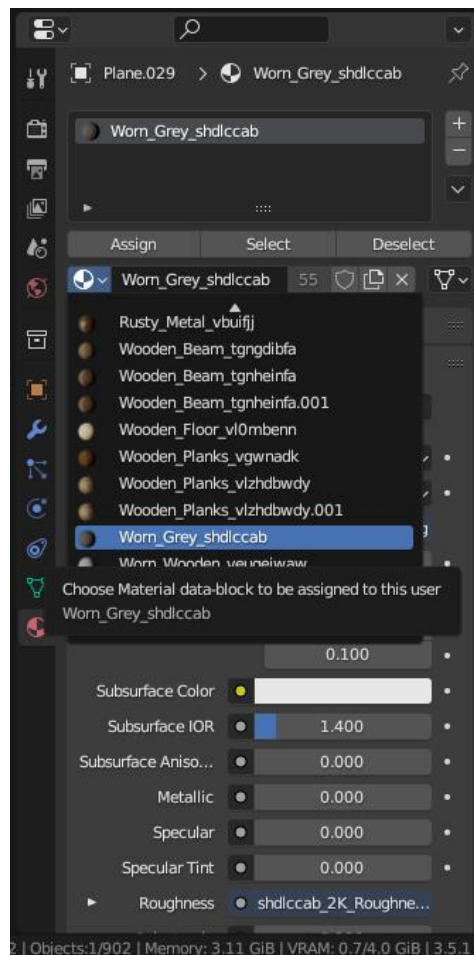 Plane.029 > Worn_Grey_shdlccab
Worn_Grey_shdlccab
Assign Select Deselect
Worn_Grey_shdlccab 55
Rusty_Metal_vbuifjj
Wooden_Beam_tgngdibfa
Wooden_Beam_tgnheinfa
Wooden_Beam_tgnheinfa.001
Wooden_Floor_vl0mbenn
Wooden_Planks_vgwnadk
Wooden_Planks_vlzhdbwdy
Wooden_Planks_vlzhdbwdy.001
Worn_Grey_shdlccab
Worn_Wooden_veugeiwaw
Choose Material data-block to be assigned to this user
Worn_Grey_shdlccab
0.100
Subsurface Color
Subsurface IOR 1.400
Subsurface Aniso... 0.000
Metallic 0.000
Specular 0.000
Specular Tint 0.000
Roughness shdlccab_2K_Roughne...
2 | Objects:1/902 | Memory: 3.11 GiB | VRAM: 0.7/4.0 GiB | 3.5.1